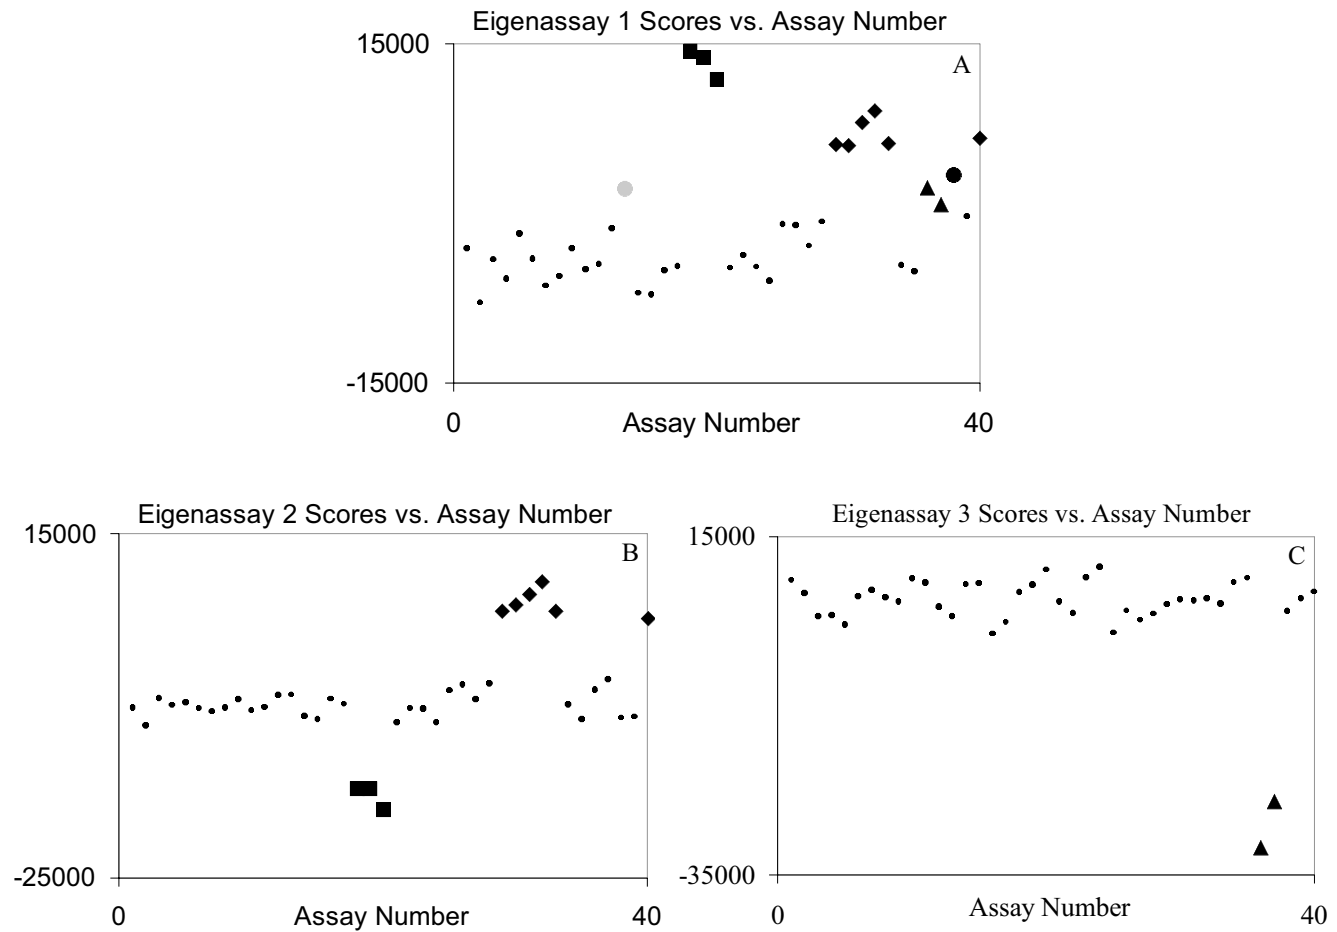 Eigenassay 1 Scores vs. Assay Number
15000
A
-15000
0
Assay Number
40
Eigenassay 2 Scores vs. Assay Number
15000
B
-25000
0
Assay Number
40
Eigenassay 3 Scores vs. Assay Number
15000
C
-35000
0
Assay Number
40